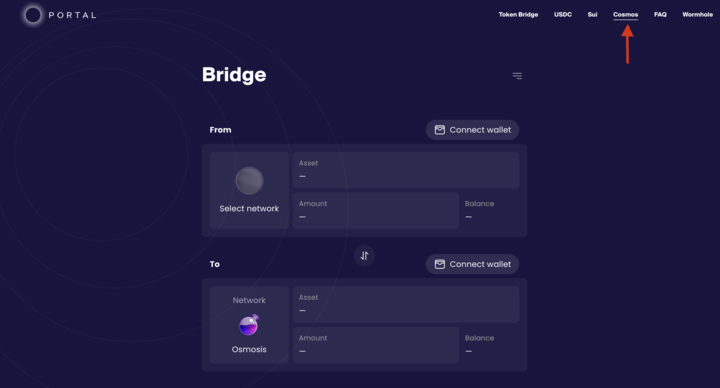 PORTAL
Token Bridge USDC Sui Cosmos FAQ Wormhole
Bridge
From
Connect wallet
Asset
—
Select network
Amount
—
Balance
—
To
Connect wallet
Network
Osmosis
Asset
—
Amount
—
Balance
—